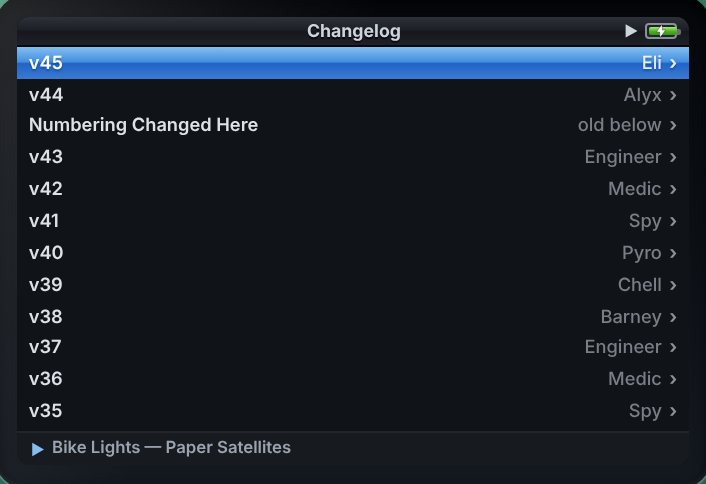 Changelog
v45 Eli ›
v44 Alyx ›
Numbering Changed Here old below ›
v43 Engineer ›
v42 Medic ›
v41 Spy ›
v40 Pyro ›
v39 Chell ›
v38 Barney ›
v37 Engineer ›
v36 Medic ›
v35 Spy ›
Bike Lights — Paper Satellites